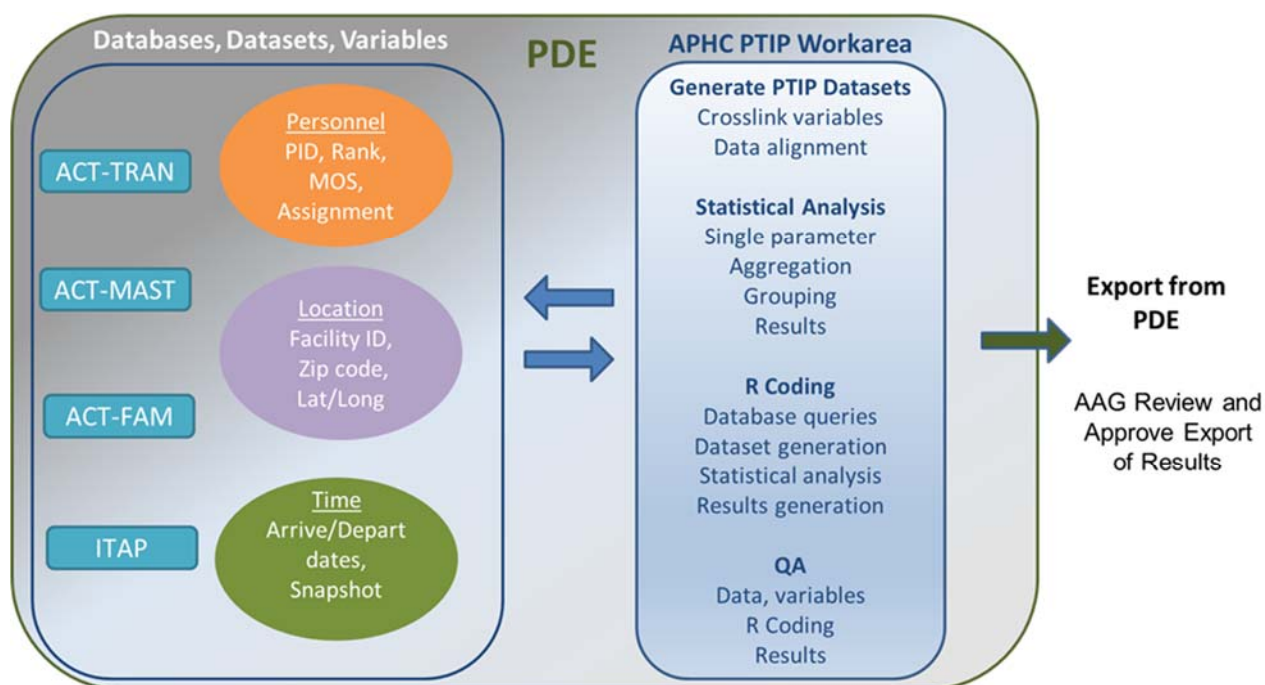 Databases, Datasets, Variables
PDE
APHC PTIP Workarea
ACT-TRAN
ACT-MAST
ACT-FAM
ITAP
Personnel
PID, Rank,
MOS,
Assignment
Location
Facility ID,
Zip code,
Lat/Long
Time
Arrive/Depart
dates,
Snapshot
Generate PTIP Datasets
Crosslink variables
Data alignment
Statistical Analysis
Single parameter
Aggregation
Grouping
Results
R Coding
Database queries
Dataset generation
Statistical analysis
Results generation
QA
Data, variables
R Coding
Results
Export from
PDE
AAG Review and
Approve Export
of Results